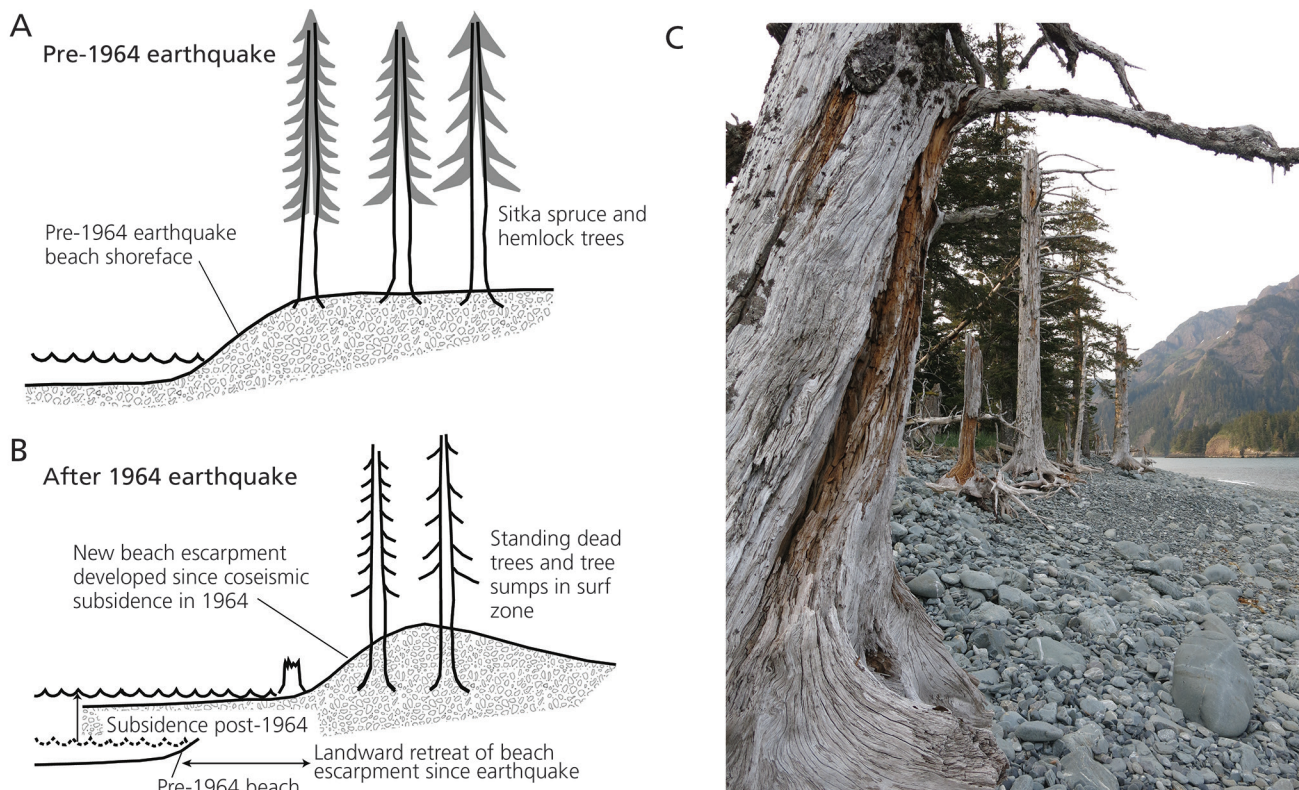 A
Pre-1964 earthquake
Pre-1964 earthquake
beach shoreface
Sitka spruce and
hemlock trees
B
After 1964 earthquake
New beach escarpment
developed since coseismic
subsidence in 1964
Standing dead
trees and tree
sumps in surf
zone
Subsidence post-1964
Landward retreat of beach
escarpment since earthquake
Pre-1964 beach
C